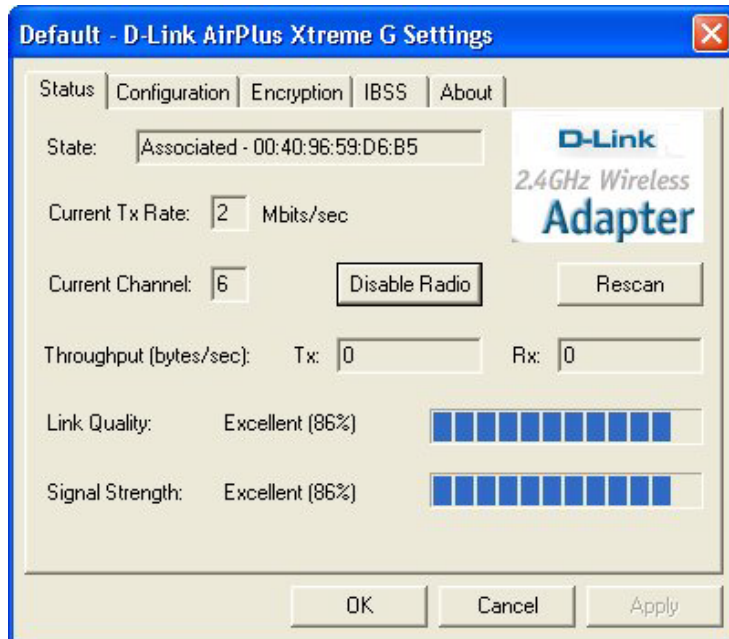 Default - D-Link AirPlus Xtreme G Settings
Status Configuration Encryption IBSS About
State: Associated - 00:40:96:59:D6:B5
D-Link
2.4GHz Wireless
Adapter
Current Tx Rate: 2 Mbits/sec
Current Channel: 6 Disable Radio Rescan
Throughput (bytes/sec): Tx: 0 Rx: 0
Link Quality: Excellent (86%)
Signal Strength: Excellent (86%)
OK Cancel Apply